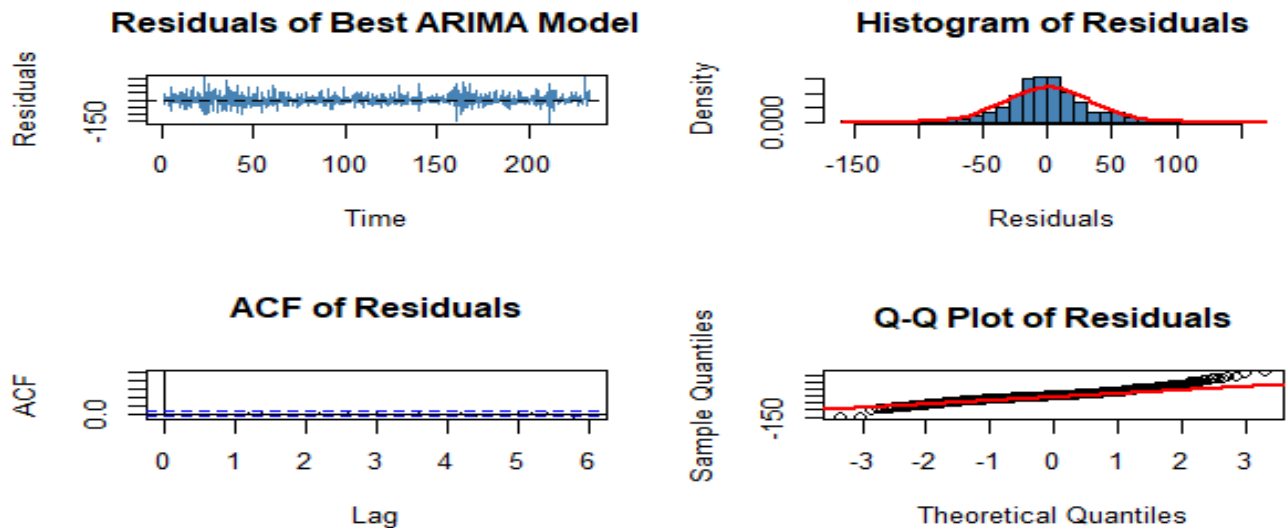 Residuals of Best ARIMA Model
Residuals
-150
0 50 100 150 200
Time
Histogram of Residuals
Density
0.000
-150 -50 0 50 100
Residuals
ACF of Residuals
ACF
0.0
0 1 2 3 4 5 6
Lag
Q-Q Plot of Residuals
Sample Quantiles
-150
-3 -2 -1 0 1 2 3
Theoretical Quantiles